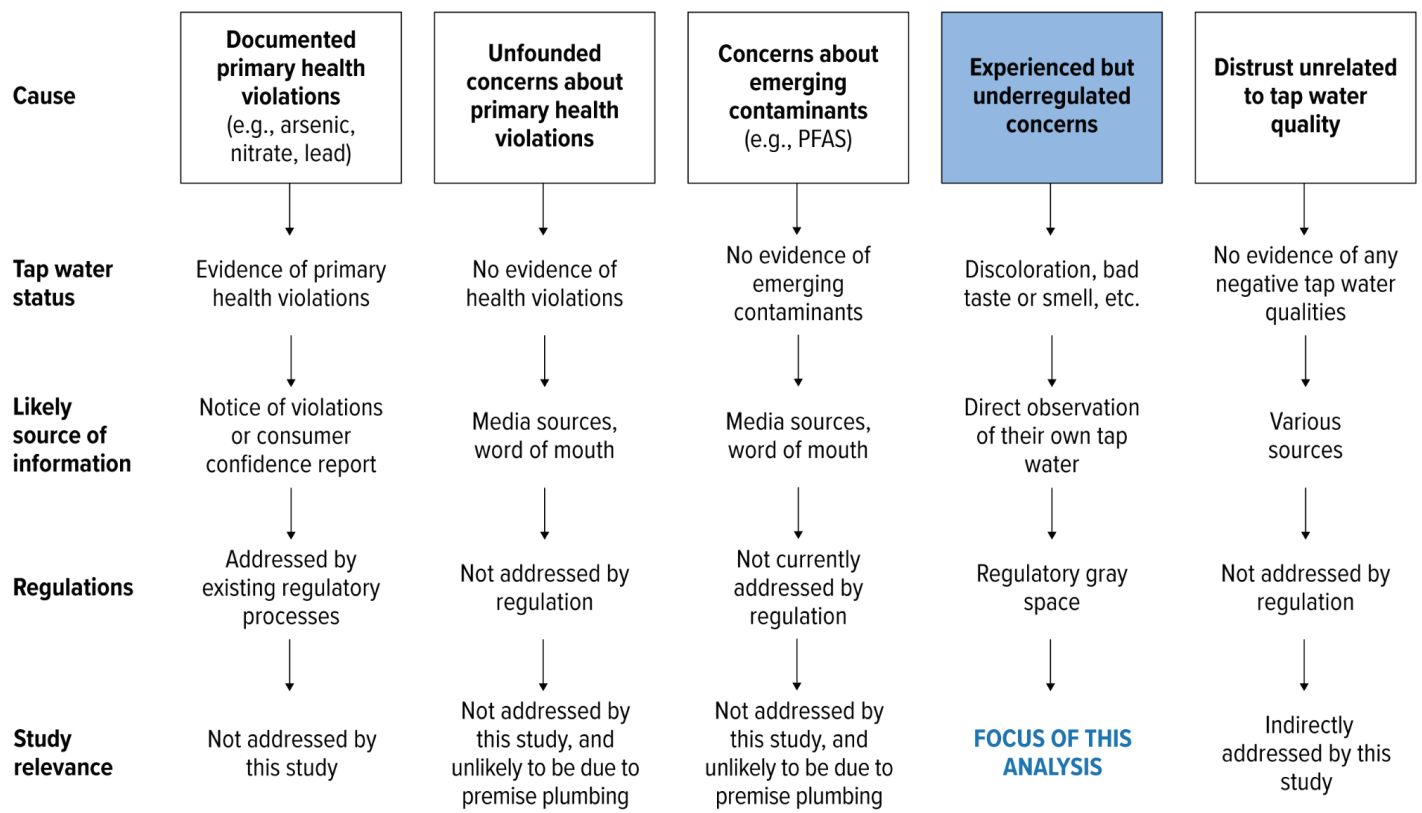 Cause
Documented
primary health
violations
(e.g., arsenic,
nitrate, lead)
Unfounded
concerns about
primary health
violations
Concerns about
emerging
contaminants
(e.g., PFAS)
Experienced but
underregulated
concerns
Distrust unrelated
to tap water
quality
Tap water
status
Evidence of primary
health violations
No evidence of
health violations
No evidence of
emerging
contaminants
Discoloration, bad
taste or smell, etc.
No evidence of any
negative tap water
qualities
Likely
source of
information
Notice of violations
or consumer
confidence report
Media sources,
word of mouth
Media sources,
word of mouth
Direct observation
of their own tap
water
Various
sources
Regulations
Addressed by
existing regulatory
processes
Not addressed by
regulation
Not currently
addressed by
regulation
Regulatory gray
space
Not addressed by
regulation
Study
relevance
Not addressed by
this study
Not addressed by
this study, and
unlikely to be due to
premise plumbing
Not addressed by
this study, and
unlikely to be due to
premise plumbing
FOCUS OF THIS
ANALYSIS
Indirectly
addressed by this
study